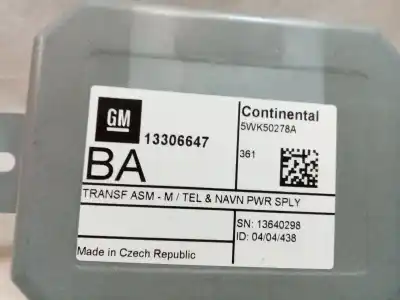 GM
13306647
BA
Continental
5WK50278A
361
TRANSF ASM - M / TEL & NAVN PWR SPLY
SN: 13640298
ID: 04/04/438
Made in Czech Republic